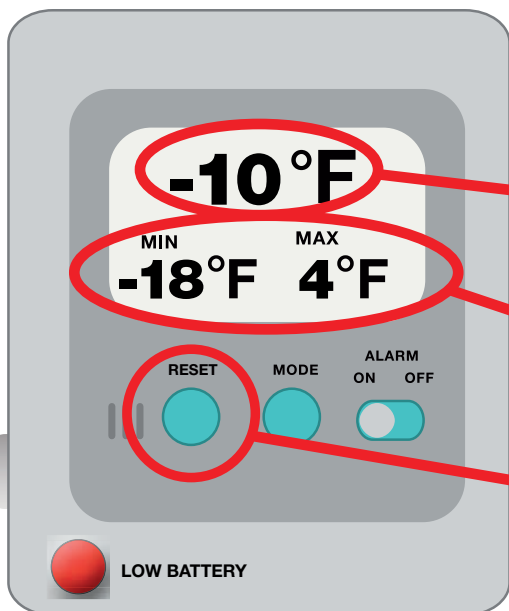 -10°F
MIN MAX
-18°F 4°F
RESET MODE ALARM
ON OFF
LOW BATTERY